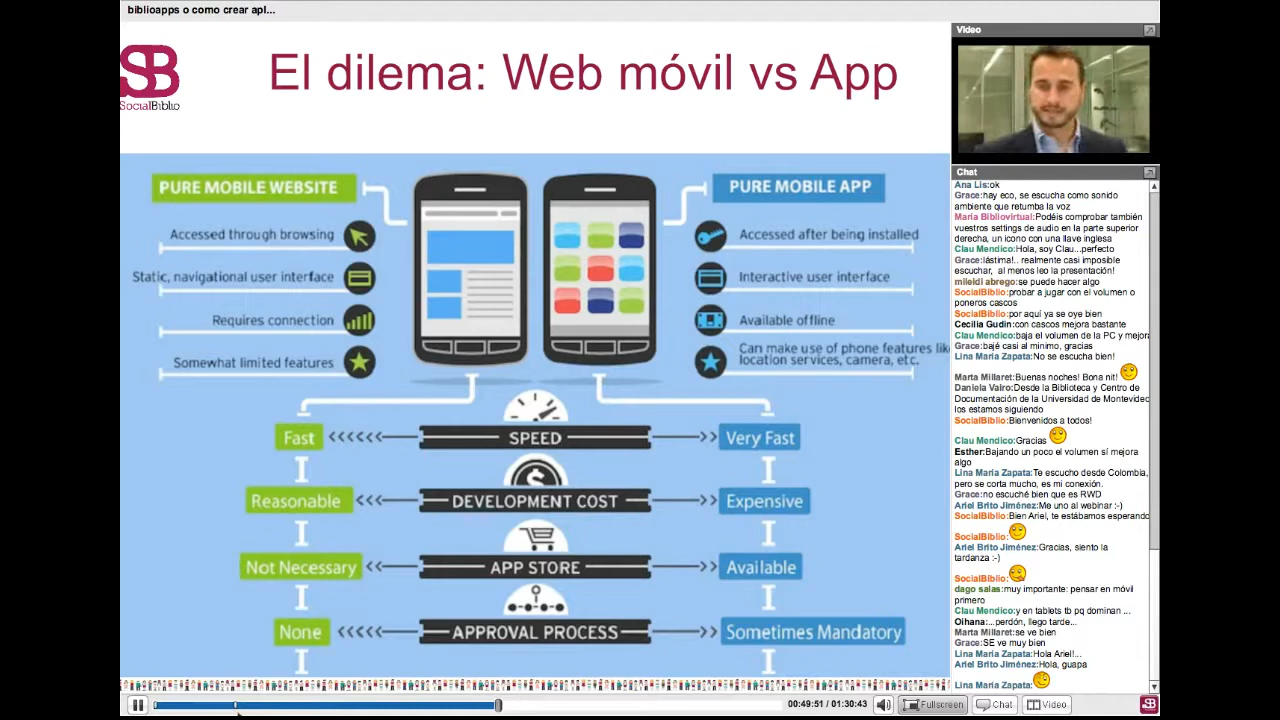 biblioapps o como crear apl...
SB
SocialBiblio
El dilema: Web móvil vs App
PURE MOBILE WEBSITE
Accessed through browsing
Static, navigational user interface
Requires connection
Somewhat limited features
PURE MOBILE APP
Accessed after being installed
Interactive user interface
Available offline
Can make use of phone features like
location services, camera, etc.
Fast
SPEED
Very Fast
Reasonable
DEVELOPMENT COST
Expensive
Not Necessary
APP STORE
Available
None
APPROVAL PROCESS
Sometimes Mandatory
Video
Chat
Ana Lis:ok
Grace:hay eco, se escucha como sonido
ambiente que retumba la voz
María Bibliovirtual:Podéis comprobar también
vuestros settings de audio en la parte superior
derecha, un icono con una llave inglesa
Clau Mendico:Hola, soy Clau...perfecto
Grace:lástima!.. realmente casi imposible
escuchar, al menos leo la presentación!
mileidi abrego:se puede hacer algo
SocialBiblio:probar a jugar con el volumen o
poneros cascos
SocialBiblio:por aquí ya se oye bien
Cecilia Gudin:con cascos mejora bastante
Clau Mendico:baja el volumen de la PC y mejora
Grace:bajé casi al mínimo, gracias
Lina María Zapata:No se escucha bien!
Marta Millaret:Buenas noches! Bona nit!
Daniela Vairo:Desde la Biblioteca y Centro de
Documentación de la Universidad de Montevideo
los estamos siguiendo
SocialBiblio:Bienvenidos a todos!
Clau Mendico:Gracias
Esther:Bajando un poco el volumen sí mejora
algo
Lina María Zapata:Te escucho desde Colombia,
pero se corta mucho, es mi conexión.
Grace:no escuché bien que es RWD
Ariel Brito Jiménez:Me uno al webinar :-)
SocialBiblio:Bien Ariel, te estábamos esperando
SocialBiblio:
Ariel Brito Jiménez:Gracias, siento la
tardanza :-)
SocialBiblio:
dago salas:muy importante: pensar en móvil
primero
Clau Mendico:y en tablets tb pq dominan ...
Oihana:...perdón, llego tarde...
Marta Millaret:se ve bien
Grace:SE ve muy bien
Lina María Zapata:Hola Ariel!...
Ariel Brito Jiménez:Hola, guapa
Lina María Zapata:
00:49:51 / 01:30:43
Fullscreen
Chat
Video
SB